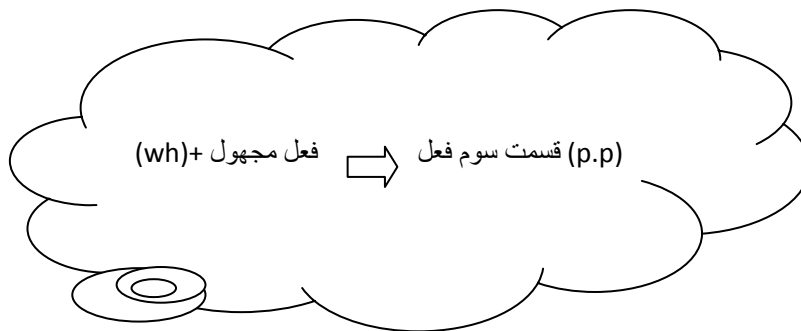 (wh)+ فعل مجهول ⇨ قسمت سوم فعل (p.p)